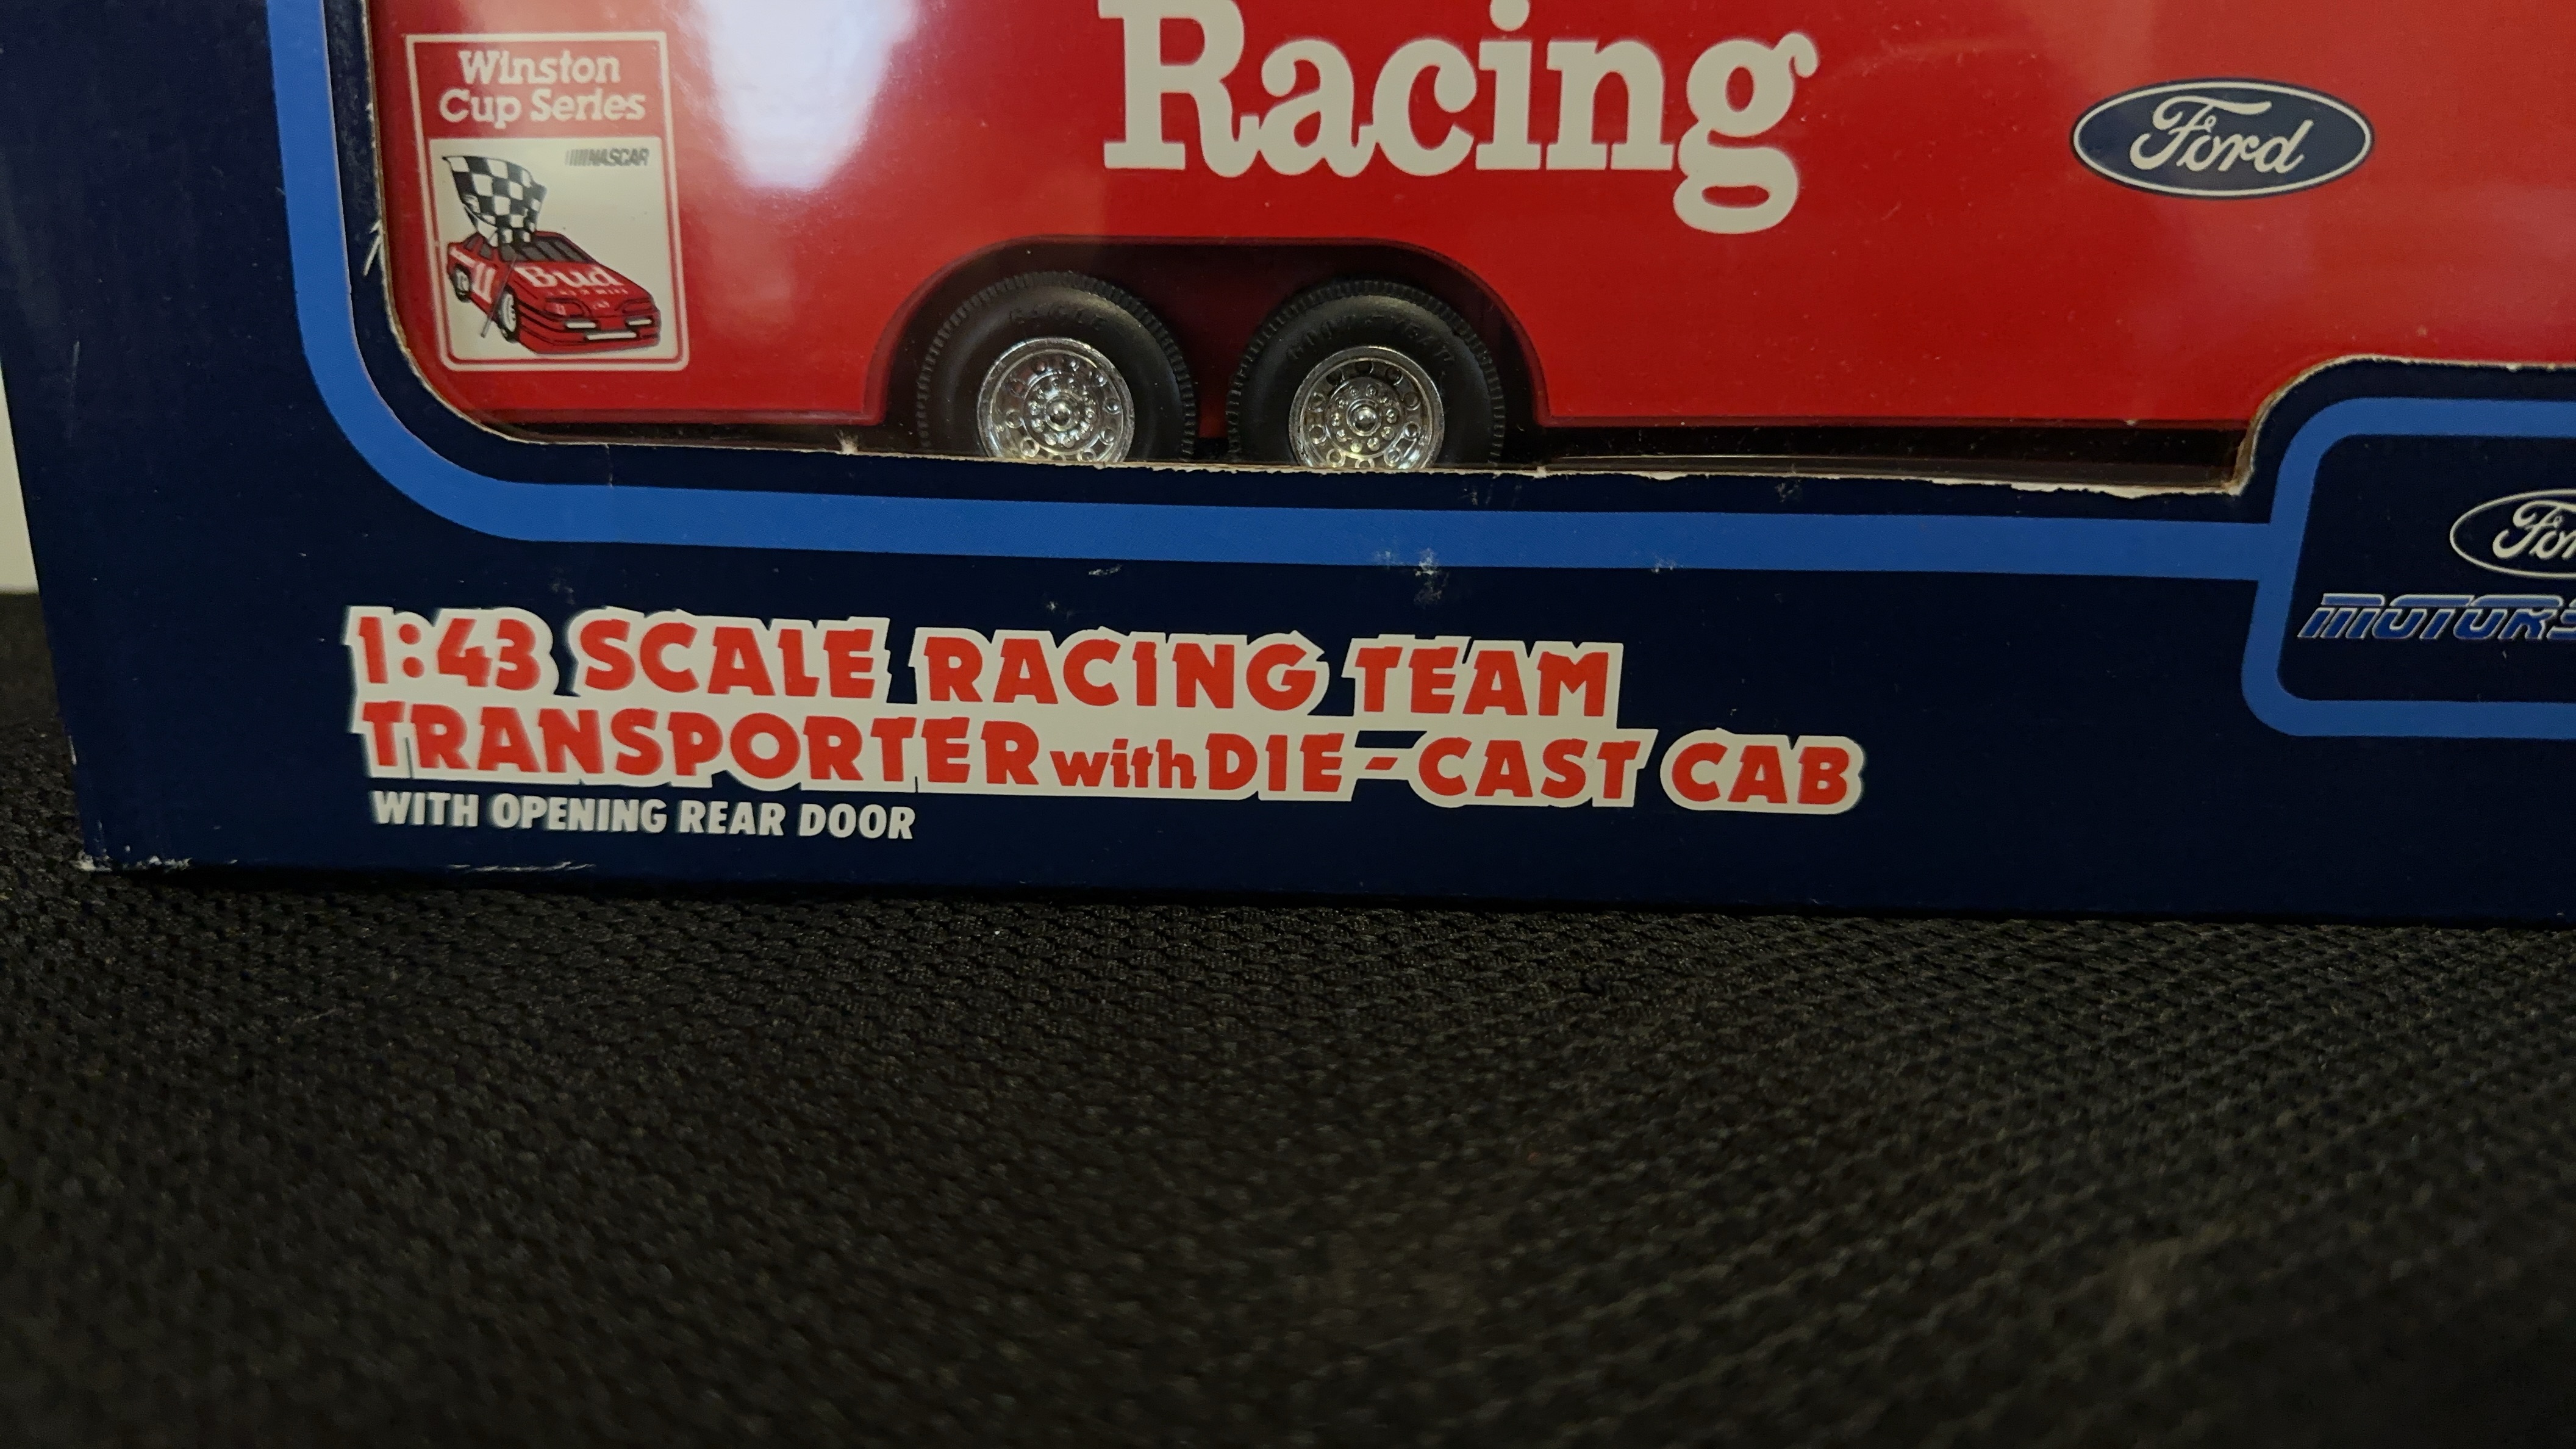 Racing
Winston
Cup Series
NASCAR
Bud
Ford
1:43 SCALE RACING TEAM
TRANSPORTER with DIE-CAST CAB
WITH OPENING REAR DOOR